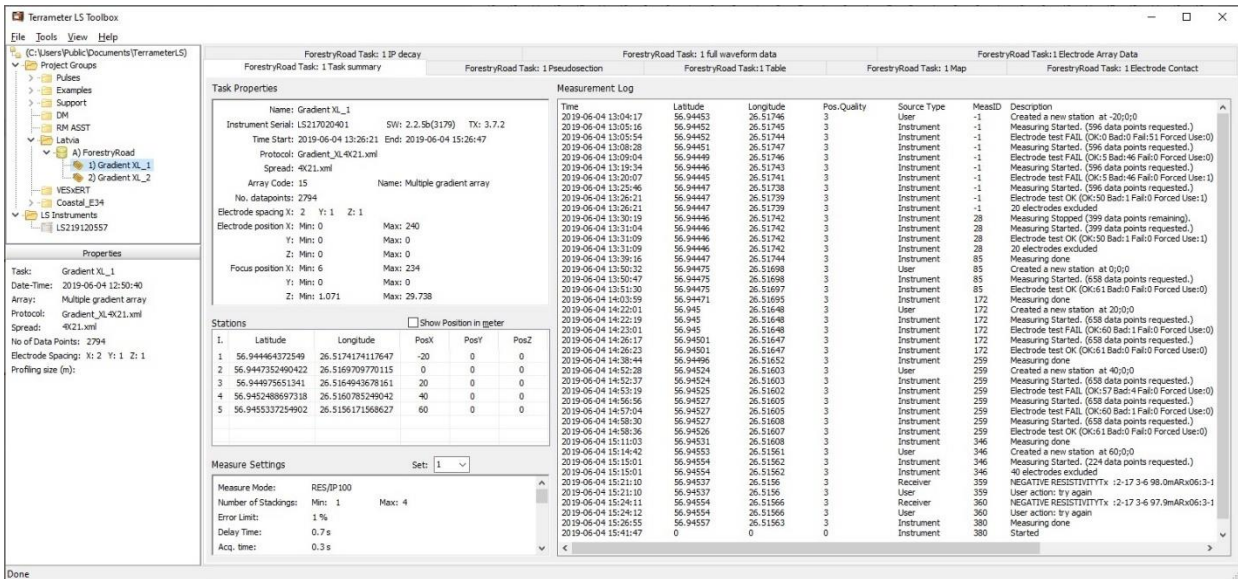 Terrameter LS Toolbox
File Tools View Help
(C:\Users\Public\Documents\TerrameterLS)
Project Groups
Pulses
Examples
Support
DM
RM ASST
Latvia
A) ForestryRoad
1) Gradient XL_1
2) Gradient XL_2
VESxERT
Coastal_E34
LS Instruments
LS219120557
Properties
Task: Gradient XL_1
Date-Time: 2019-06-04 12:50:40
Array: Multiple gradient array
Protocol: Gradient_XL4X21.xml
Spread: 4X21.xml
No of Data Points: 2794
Electrode Spacing: X: 2 Y: 1 Z: 1
Profiling size (m):
ForestryRoad Task: 1 IP decay
ForestryRoad Task: 1 full waveform data
ForestryRoad Task:1 Electrode Array Data
ForestryRoad Task: 1 Task summary
ForestryRoad Task: 1 Pseudosection
ForestryRoad Task:1 Table
ForestryRoad Task: 1 Map
ForestryRoad Task: 1 Electrode Contact
Task Properties
Name: Gradient XL_1
Instrument Serial: LS217020401 SW: 2.2.5b(3179) TX: 3.7.2
Time Start: 2019-06-04 13:26:21 End: 2019-06-04 15:26:47
Protocol: Gradient_XL4X21.xml
Spread: 4X21.xml
Array Code: 15 Name: Multiple gradient array
No. datapoints: 2794
Electrode spacing X: 2 Y: 1 Z: 1
Electrode position X: Min: 0 Max: 240
Y: Min: 0 Max: 0
Z: Min: 0 Max: 0
Focus position X: Min: 6 Max: 234
Y: Min: 0 Max: 0
Z: Min: 1.071 Max: 29.738
Stations Show Position in meter
I. Latitude Longitude PosX PosY PosZ
1 56.944464372549 26.5174174117647 -20 0 0
2 56.9447352490422 26.5169709770115 0 0 0
3 56.944975651341 26.5164943678161 20 0 0
4 56.9452488697318 26.5160785249042 40 0 0
5 56.9455337254902 26.5156171568627 60 0 0
Measure Settings Set: 1
Measure Mode: RES/IP100
Number of Stackings: Min: 1 Max: 4
Error Limit: 1 %
Delay Time: 0.7 s
Acq. time: 0.3 s
Measurement Log
Time Latitude Longitude Pos.Quality Source Type MeasID Description
2019-06-04 13:04:17 56.94453 26.51746 3 User -1 Created a new station at -20;0;0
2019-06-04 13:05:16 56.94452 26.51745 3 Instrument -1 Measuring Started. (596 data points requested.)
2019-06-04 13:05:54 56.94452 26.51744 3 Instrument -1 Electrode test FAIL (OK:0 Bad:0 Fail:51 Forced Use:0)
2019-06-04 13:08:28 56.94451 26.51747 3 Instrument -1 Measuring Started. (596 data points requested.)
2019-06-04 13:09:04 56.94449 26.51746 3 Instrument -1 Electrode test FAIL (OK:5 Bad:46 Fail:0 Forced Use:0)
2019-06-04 13:19:34 56.94446 26.51743 3 Instrument -1 Measuring Started. (596 data points requested.)
2019-06-04 13:20:07 56.94445 26.51741 3 Instrument -1 Electrode test FAIL (OK:5 Bad:46 Fail:0 Forced Use:1)
2019-06-04 13:25:46 56.94447 26.51738 3 Instrument -1 Measuring Started. (596 data points requested.)
2019-06-04 13:26:21 56.94447 26.51739 3 Instrument -1 Electrode test OK (OK:50 Bad:1 Fail:0 Forced Use:1)
2019-06-04 13:26:21 56.94447 26.51739 3 Instrument -1 20 electrodes excluded
2019-06-04 13:30:19 56.94446 26.51742 3 Instrument 28 Measuring Stopped (399 data points remaining).
2019-06-04 13:31:04 56.94446 26.51742 3 Instrument 28 Measuring Started. (399 data points requested.)
2019-06-04 13:31:09 56.94446 26.51742 3 Instrument 28 Electrode test OK (OK:50 Bad:1 Fail:0 Forced Use:1)
2019-06-04 13:31:09 56.94446 26.51742 3 Instrument 28 20 electrodes excluded
2019-06-04 13:39:16 56.94447 26.51744 3 Instrument 85 Measuring done
2019-06-04 13:50:32 56.94475 26.51698 3 User 85 Created a new station at 0;0;0
2019-06-04 13:50:47 56.94475 26.51698 3 Instrument 85 Measuring Started. (658 data points requested.)
2019-06-04 13:51:30 56.94475 26.51697 3 Instrument 85 Electrode test OK (OK:61 Bad:0 Fail:0 Forced Use:0)
2019-06-04 14:03:59 56.94471 26.51695 3 Instrument 172 Measuring done
2019-06-04 14:22:01 56.945 26.51648 3 User 172 Created a new station at 20;0;0
2019-06-04 14:22:19 56.945 26.51648 3 Instrument 172 Measuring Started. (658 data points requested.)
2019-06-04 14:23:01 56.945 26.51648 3 Instrument 172 Electrode test FAIL (OK:60 Bad:1 Fail:0 Forced Use:0)
2019-06-04 14:26:17 56.94501 26.51647 3 Instrument 172 Measuring Started. (658 data points requested.)
2019-06-04 14:26:23 56.94501 26.51647 3 Instrument 172 Electrode test OK (OK:61 Bad:0 Fail:0 Forced Use:0)
2019-06-04 14:38:44 56.94496 26.51652 3 Instrument 259 Measuring done
2019-06-04 14:52:28 56.94524 26.51603 3 User 259 Created a new station at 40;0;0
2019-06-04 14:52:37 56.94524 26.51603 3 Instrument 259 Measuring Started. (658 data points requested.)
2019-06-04 14:53:19 56.94525 26.51602 3 Instrument 259 Electrode test FAIL (OK:57 Bad:4 Fail:0 Forced Use:0)
2019-06-04 14:56:56 56.94527 26.51605 3 Instrument 259 Measuring Started. (658 data points requested.)
2019-06-04 14:57:04 56.94527 26.51605 3 Instrument 259 Electrode test FAIL (OK:60 Bad:1 Fail:0 Forced Use:0)
2019-06-04 14:58:30 56.94527 26.51608 3 Instrument 259 Measuring Started. (658 data points requested.)
2019-06-04 14:58:36 56.94526 26.51607 3 Instrument 259 Electrode test OK (OK:61 Bad:0 Fail:0 Forced Use:0)
2019-06-04 15:11:03 56.94531 26.51608 3 Instrument 346 Measuring done
2019-06-04 15:14:42 56.94553 26.51561 3 User 346 Created a new station at 60;0;0
2019-06-04 15:15:01 56.94554 26.51562 3 Instrument 346 Measuring Started. (224 data points requested.)
2019-06-04 15:15:01 56.94554 26.51562 3 Instrument 346 40 electrodes excluded
2019-06-04 15:21:10 56.94537 26.5156 3 Receiver 359 NEGATIVE RESISTIVITYTx :2-17 3-6 98.0mARx06:3-1
2019-06-04 15:21:10 56.94537 26.5156 3 User 359 User action: try again
2019-06-04 15:24:11 56.94554 26.51566 3 Receiver 360 NEGATIVE RESISTIVITYTx :2-17 3-6 97.9mARx06:3-1
2019-06-04 15:24:12 56.94554 26.51566 3 User 360 User action: try again
2019-06-04 15:26:55 56.94557 26.51563 3 Instrument 380 Measuring done
2019-06-04 15:41:47 0 0 0 Instrument 380 Started
Done